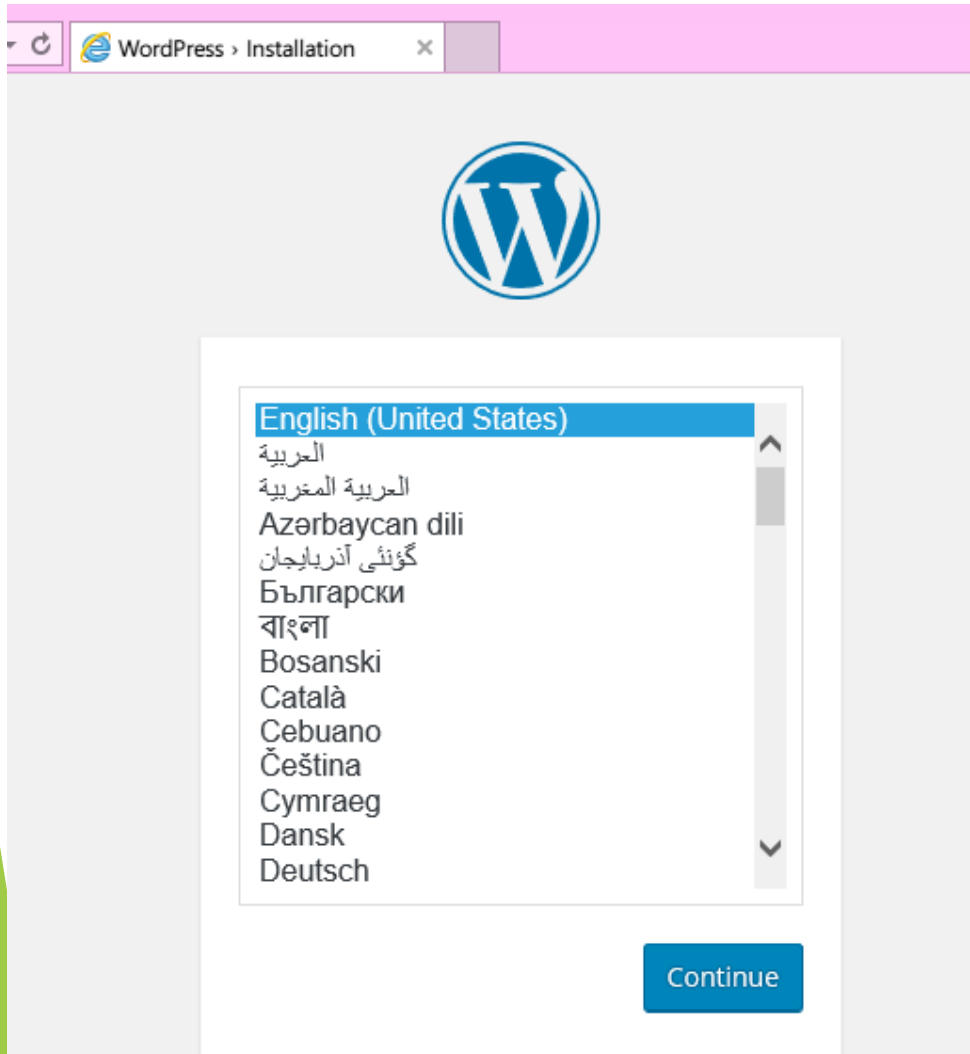 WordPress › Installation
English (United States)
العربية
العربية المغربية
Azərbaycan dili
گؤنئی آذربایجان
Български
বাংলা
Bosanski
Català
Cebuano
Čeština
Cymraeg
Dansk
Deutsch
Continue